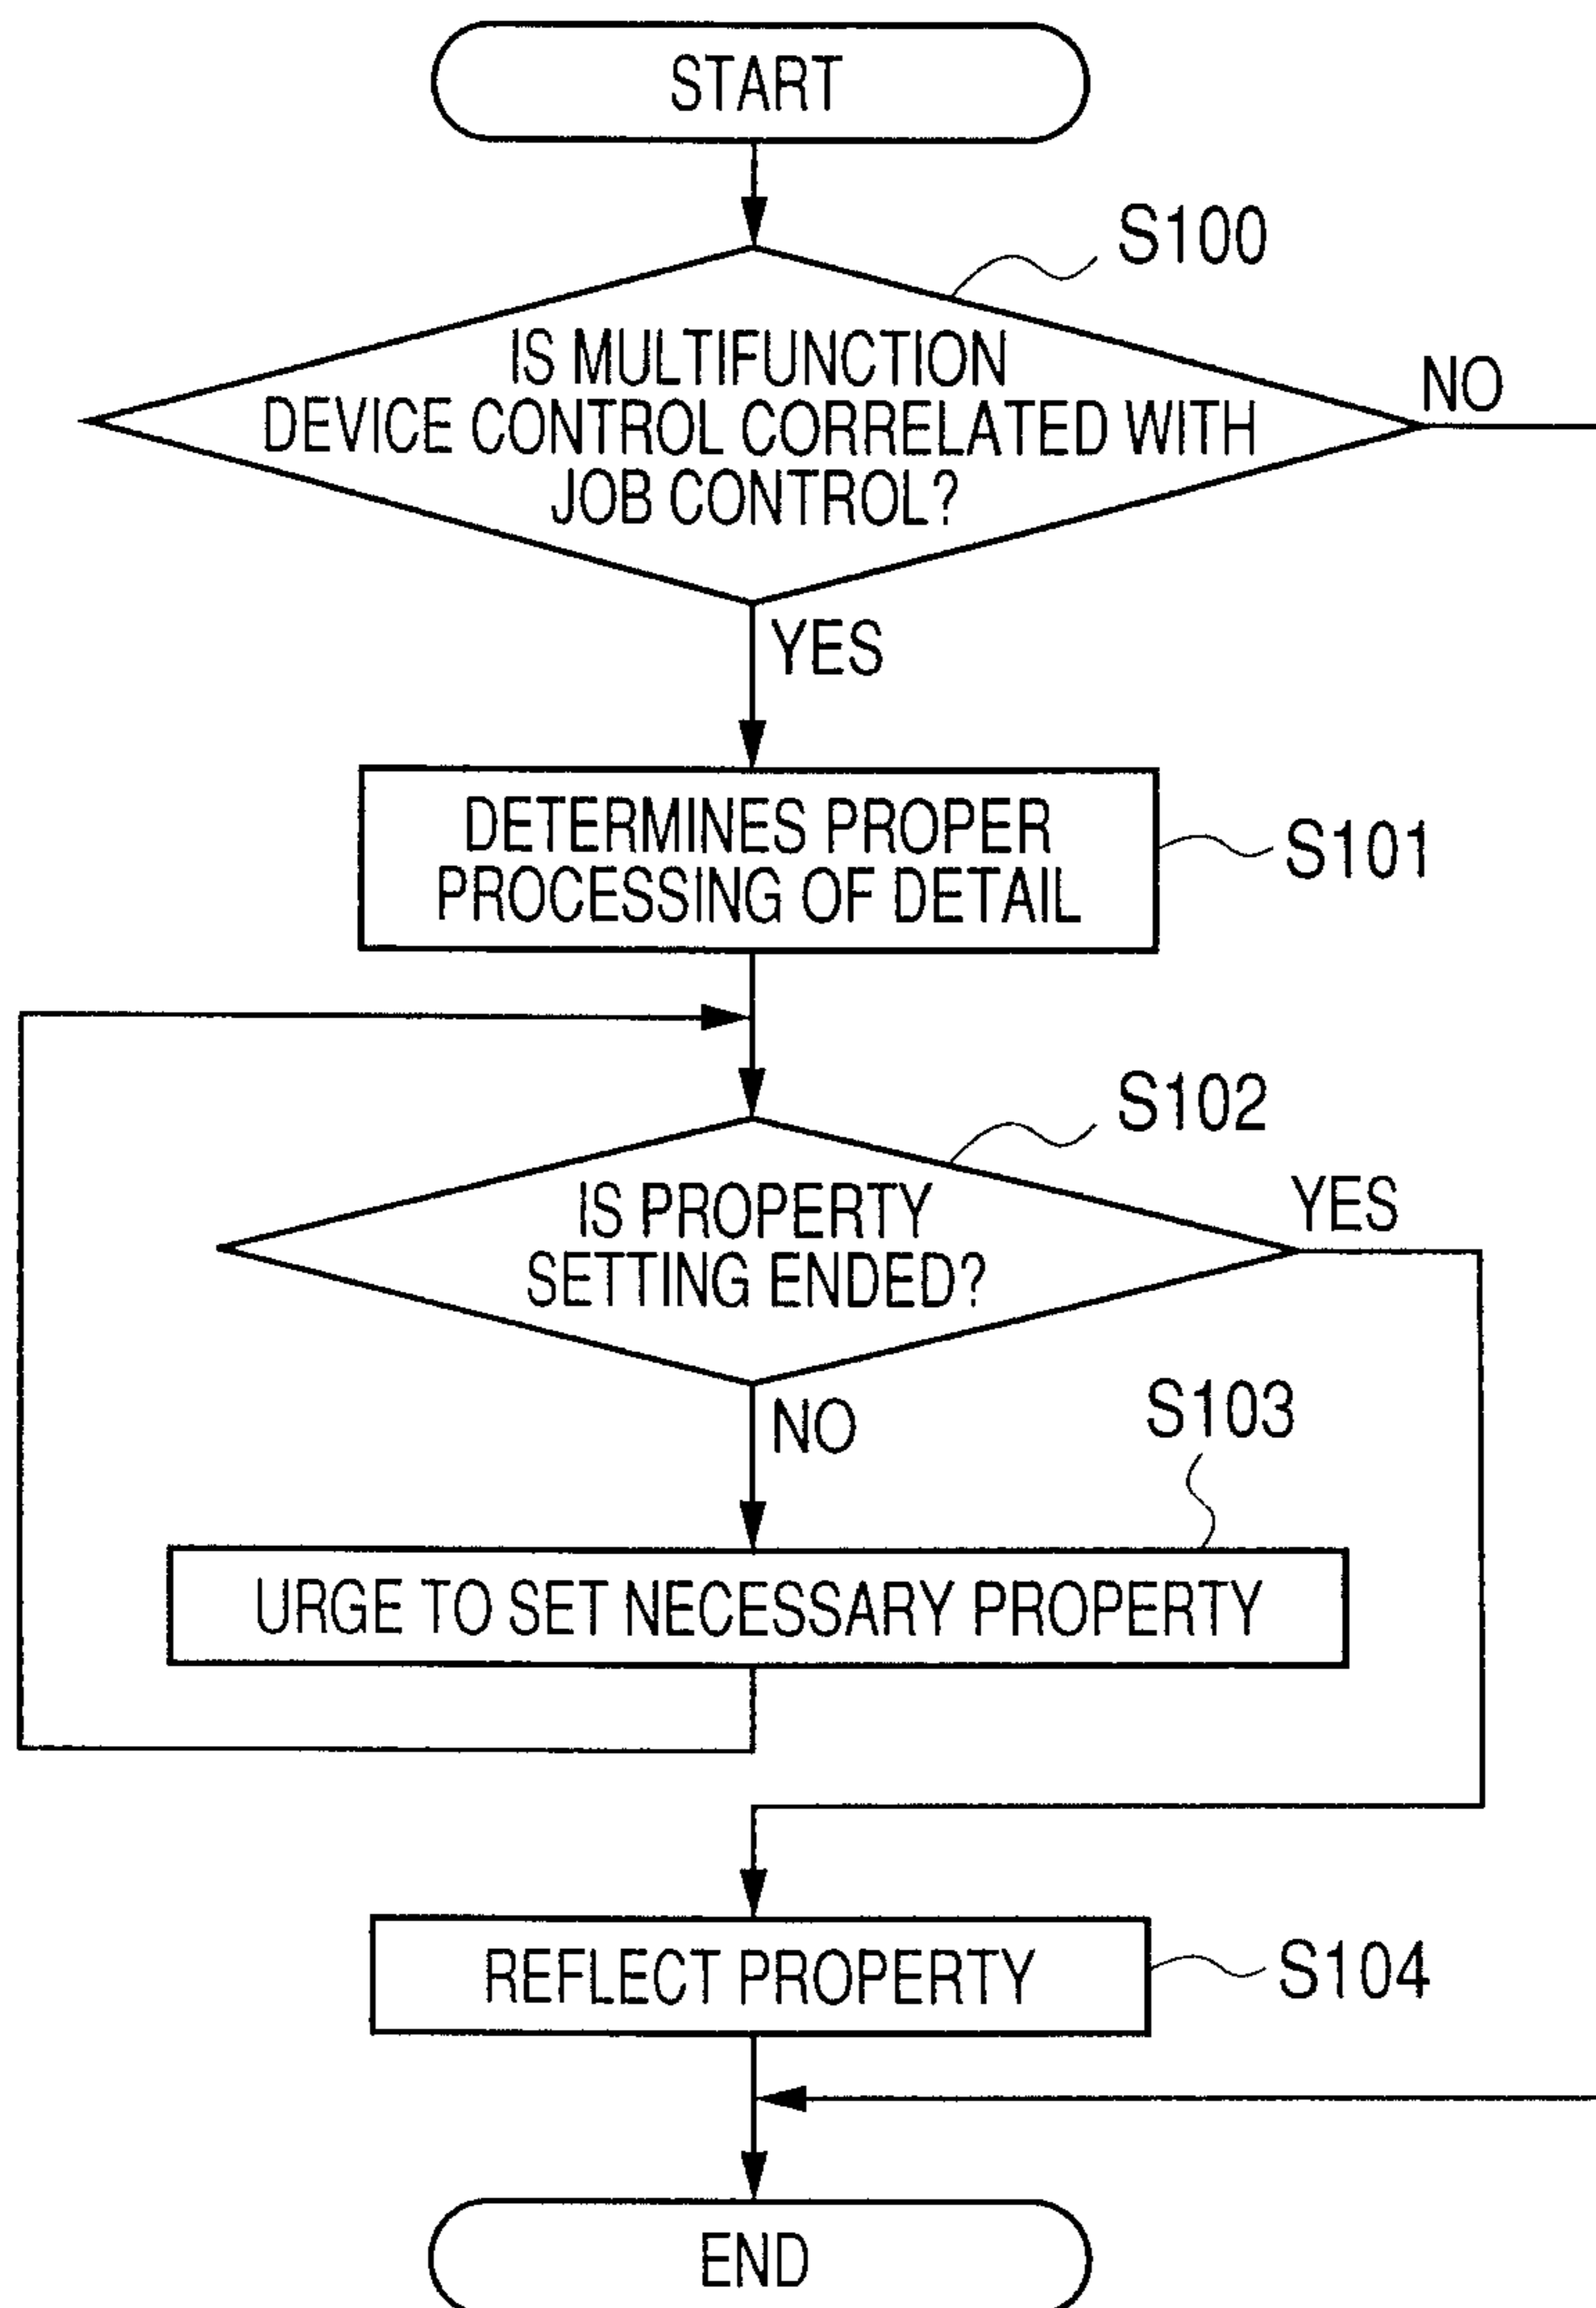 START
S100
IS MULTIFUNCTION
DEVICE CONTROL CORRELATED WITH
JOB CONTROL?
NO
YES
DETERMINES PROPER
PROCESSING OF DETAIL
S101
S102
IS PROPERTY
SETTING ENDED?
YES
NO
S103
URGE TO SET NECESSARY PROPERTY
REFLECT PROPERTY
S104
END